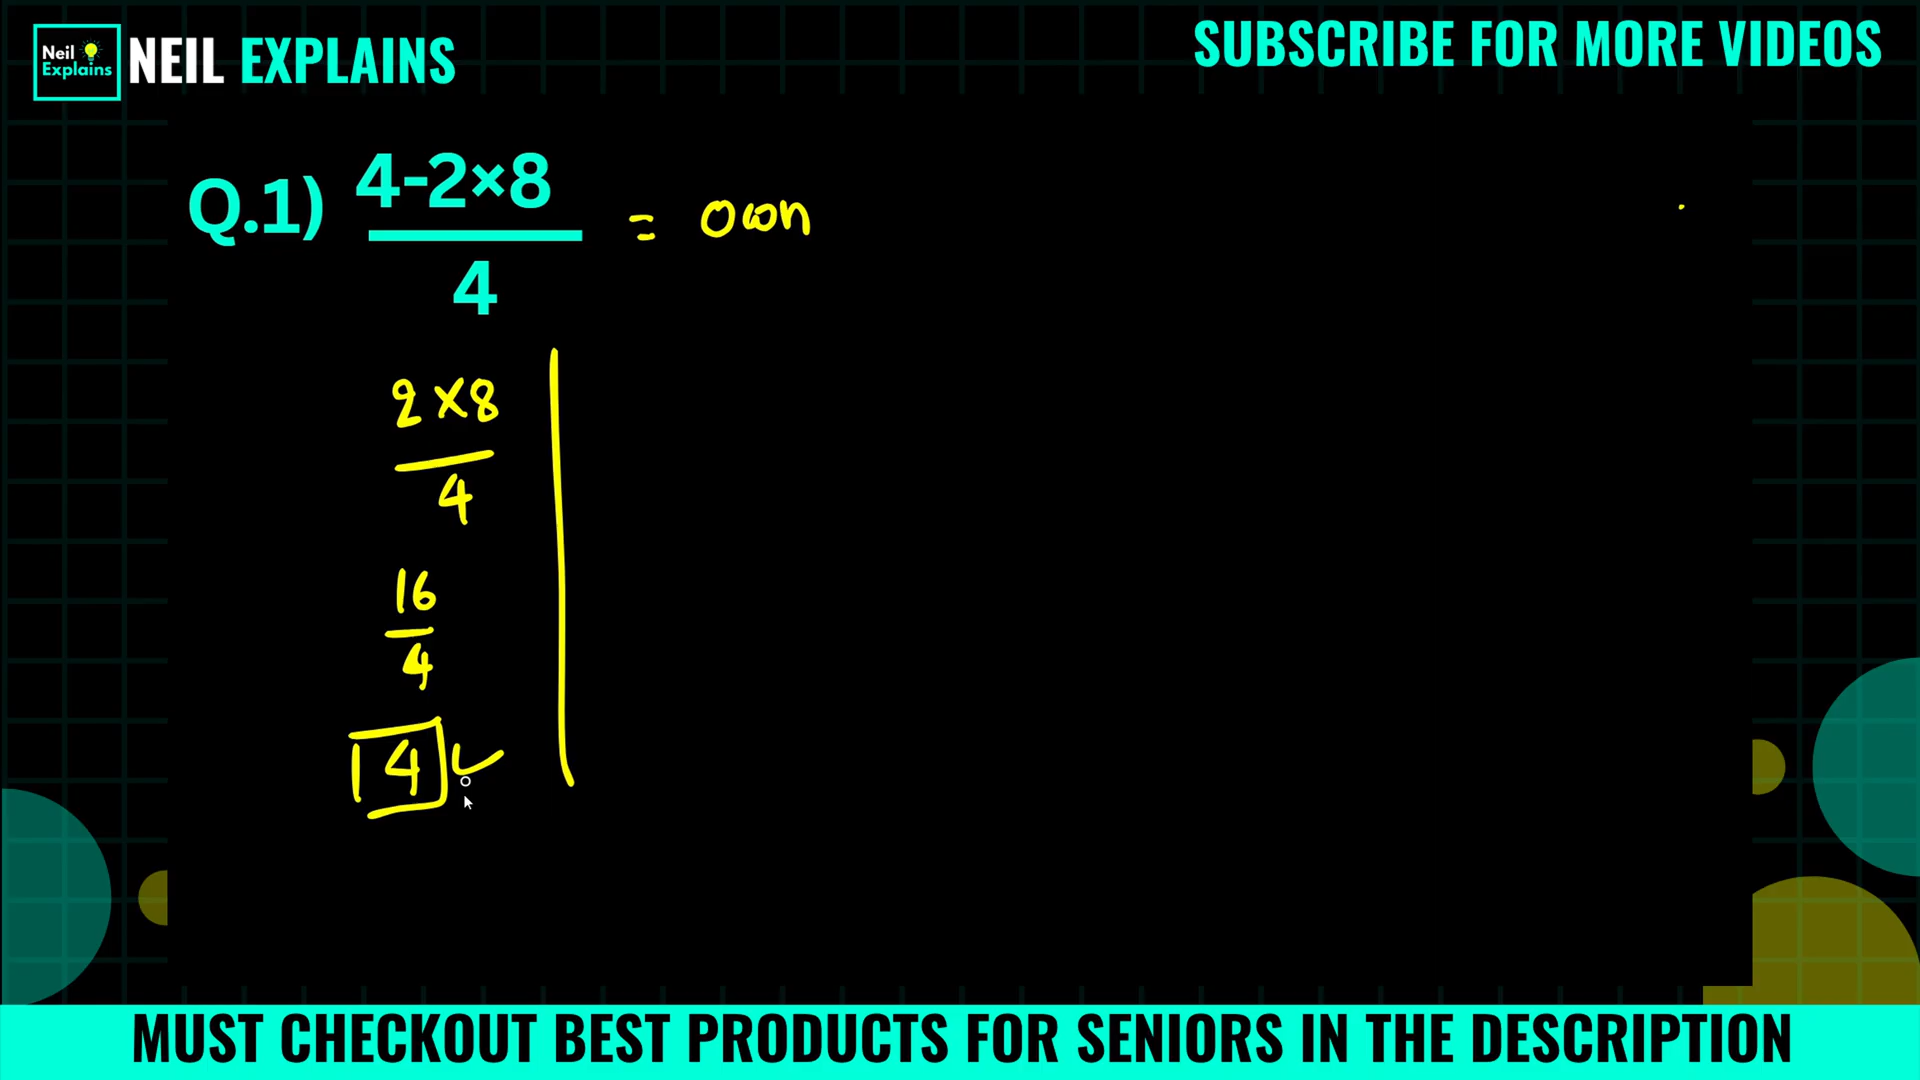 Neil
Explains
NEIL EXPLAINS
SUBSCRIBE FOR MORE VIDEOS
Q.1) 4-2×8
4
=
2×8
4
16
4
4
MUST CHECKOUT BEST PRODUCTS FOR SENIORS IN THE DESCRIPTION